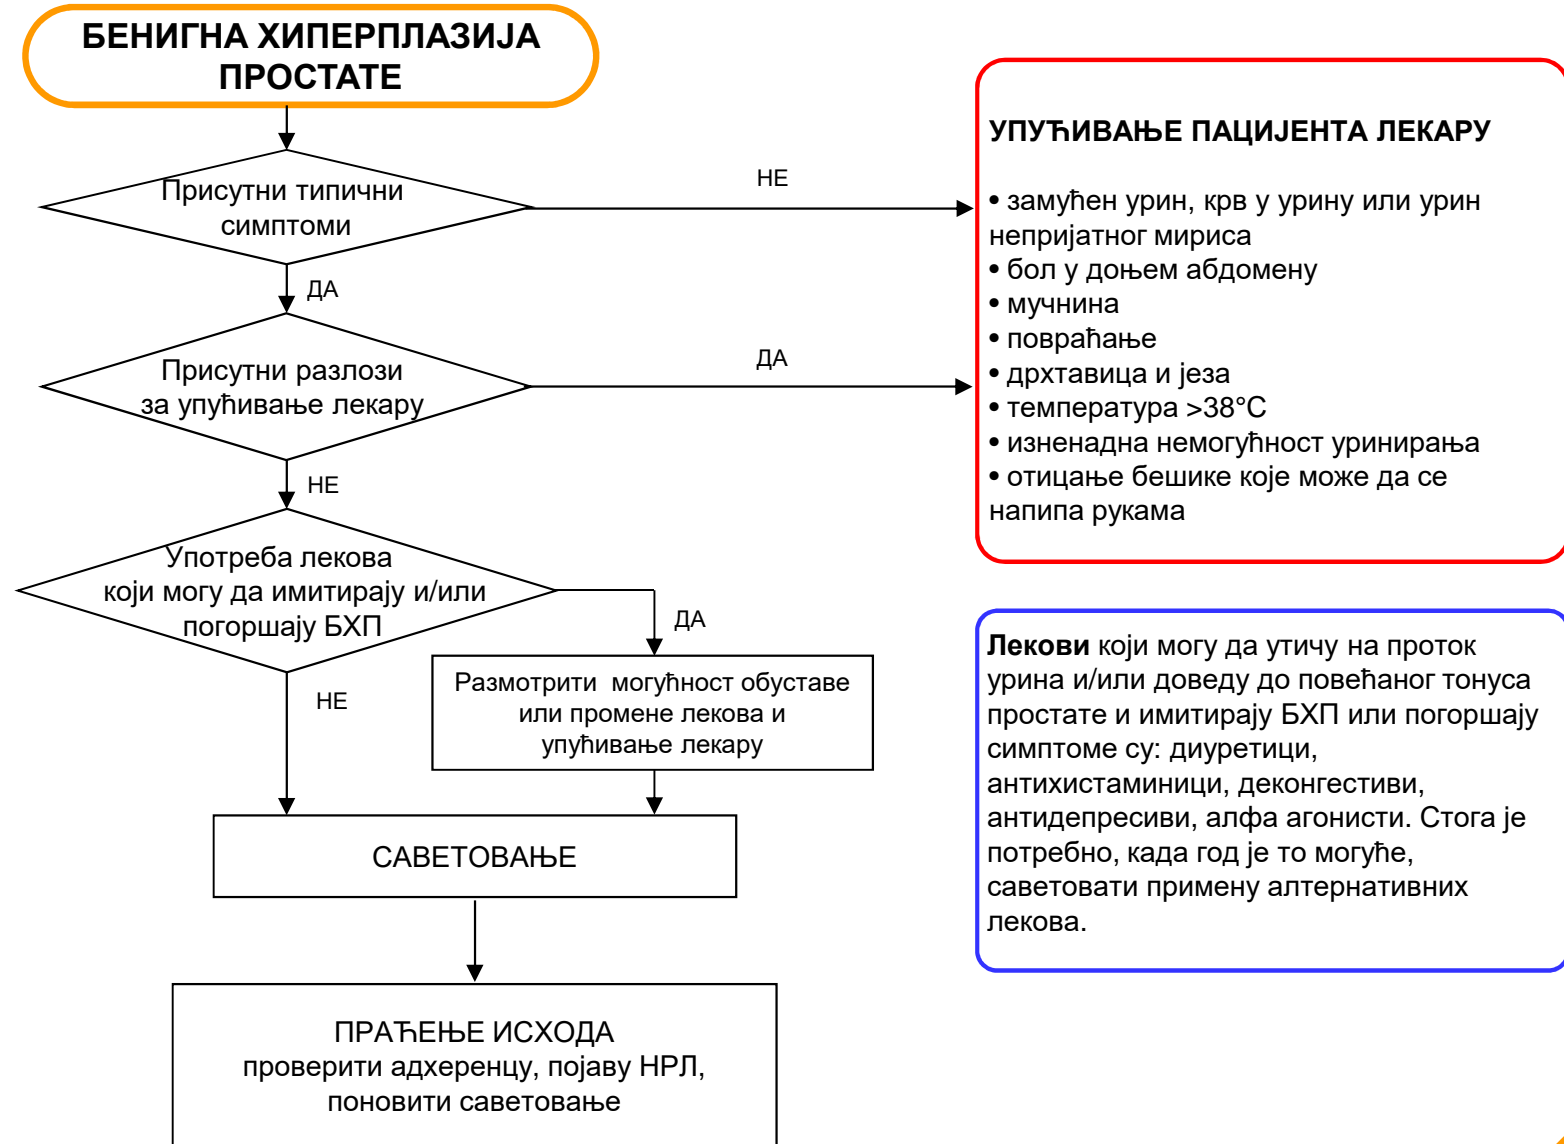 БЕНИГНА ХИПЕРПЛАЗИЈА
ПРОСТАТЕ
Присутни типични
симптоми
НЕ
ДА
Присутни разлози
за упућивање лекару
ДА
НЕ
Употреба лекова
који могу да имитирају и/или
погоршају БХП
ДА
НЕ
Размотрити могућност обуставе
или промене лекова и
упућивање лекару
САВЕТОВАЊЕ
ПРАЋЕЊЕ ИСХОДА
проверити адхеренцу, појаву НРЛ,
поновити саветовање
УПУЋИВАЊЕ ПАЦИЈЕНТА ЛЕКАРУ
• замућен урин, крв у урину или урин
непријатног мириса
• бол у доњем абдомену
• мучнина
• повраћање
• дрхтавица и језа
• температура >38°C
• изненадна немогућност уринирања
• отицање бешике које може да се
напипа рукама
Лекови који могу да утичу на проток
урина и/или доведу до повећаног тонуса
простате и имитирају БХП или погоршају
симптоме су: диуретици,
антихистаминици, деконгестиви,
антидепресиви, алфа агонисти. Стога је
потребно, када год је то могуће,
саветовати примену алтернативних
лекова.